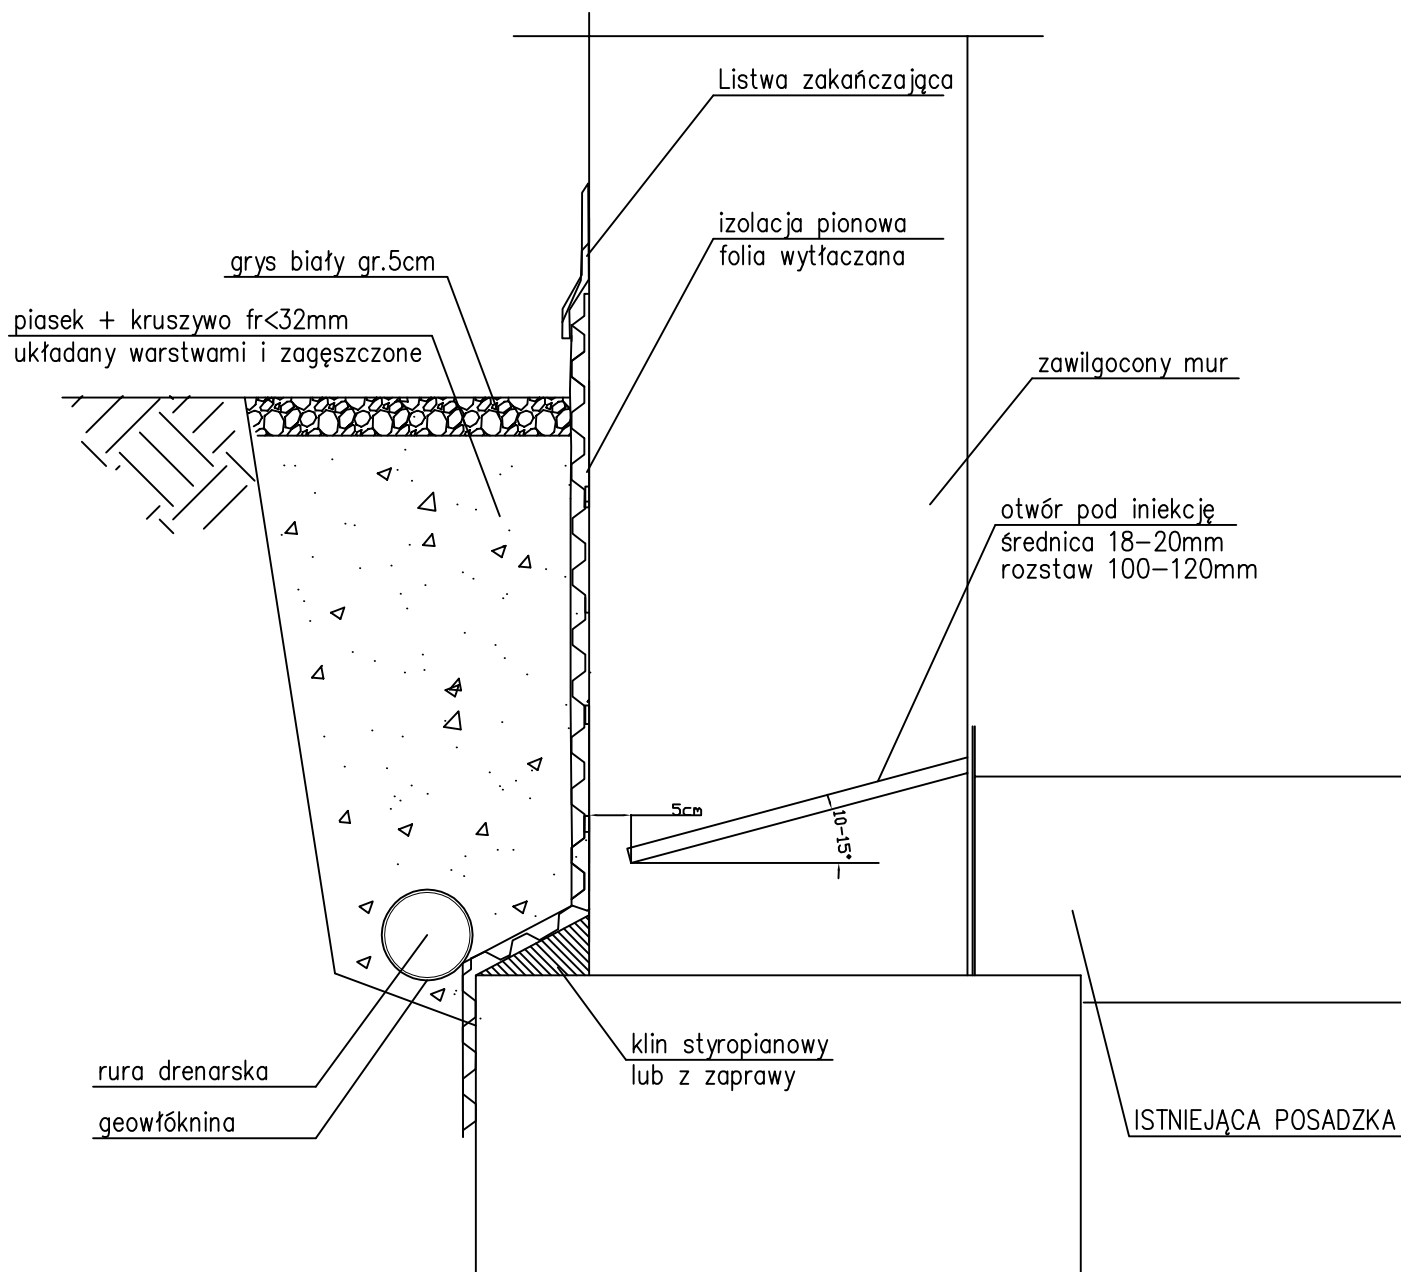 Listwa zakańczająca
izolacja pionowa
folia wytłaczana
grys biały gr.5cm
piasek + kruszywo fr<32mm
układany warstwami i zagęszczone
zawilgocony mur
otwór pod iniekcję
średnica 18-20mm
rozstaw 100-120mm
5cm
10-15°
klin styropianowy
lub z zaprawy
rura drenarska
geowłóknina
ISTNIEJĄCA POSADZKA